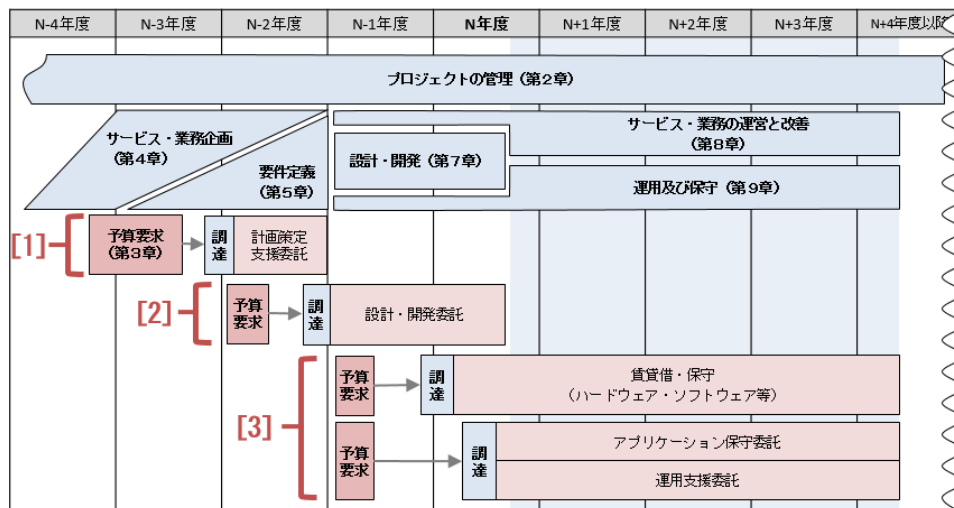 N-4年度
N-3年度
N-2年度
N-1年度
N年度
N+1年度
N+2年度
N+3年度
N+4年度以降
プロジェクトの管理（第2章）
サービス・業務企画
（第4章）
要件定義
（第5章）
設計・開発（第7章）
サービス・業務の運営と改善
（第8章）
運用及び保守（第9章）
[1]
予算要求
（第3章）
調
達
計画策定
支援委託
[2]
予算
要求
調
達
設計・開発委託
[3]
予算
要求
調
達
賃貸借・保守
（ハードウェア・ソフトウェア等）
予算
要求
調
達
アプリケーション保守委託
運用支援委託